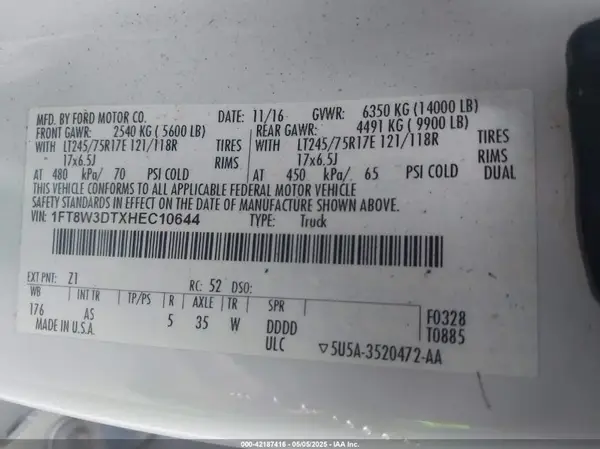 MFD. BY FORD MOTOR CO. DATE: 11/16 GVWR: 6350 KG (14000 LB)
FRONT GAWR: 2540 KG (5600 LB) REAR GAWR: 4491 KG (9900 LB)
WITH LT245/75R17E 121/118R TIRES WITH LT245/75R17E 121/118R TIRES
17x6.5J RIMS 17x6.5J RIMS
AT 480 kPa/ 70 PSI COLD AT 450 kPa/ 65 PSI COLD DUAL
THIS VEHICLE CONFORMS TO ALL APPLICABLE FEDERAL MOTOR VEHICLE
SAFETY STANDARDS IN EFFECT ON THE DATE OF MANUFACTURE SHOWN ABOVE.
VIN: 1FT8W3DTXHEC10644 TYPE: Truck
EXT PNT: Z1 RC: 52 DSO:
WB INT TR TP/PS R AXLE TR SPR F0328
176 AS 5 35 W DDDD T0885
MADE IN U.S.A. ULC ▽5U5A-3520472-AA
000-42187416 - 05/05/2025 - IAA Inc.